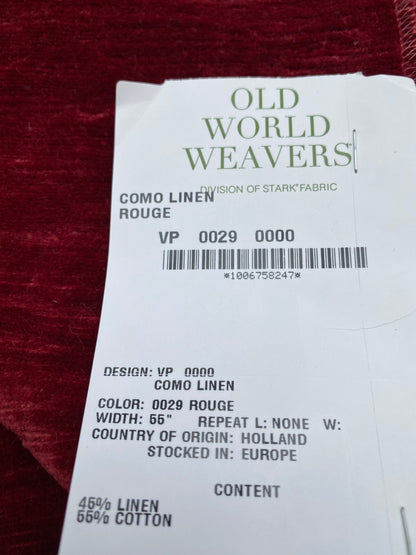 OLD
WORLD
WEAVERS
DIVISION OF STARK® FABRIC
COMO LINEN
ROUGE
VP 0029 0000
*1006758247*
DESIGN: VP 0000
COMO LINEN
COLOR: 0029 ROUGE
WIDTH: 55" REPEAT L: NONE W:
COUNTRY OF ORIGIN: HOLLAND
STOCKED IN: EUROPE
CONTENT
45% LINEN
55% COTTON